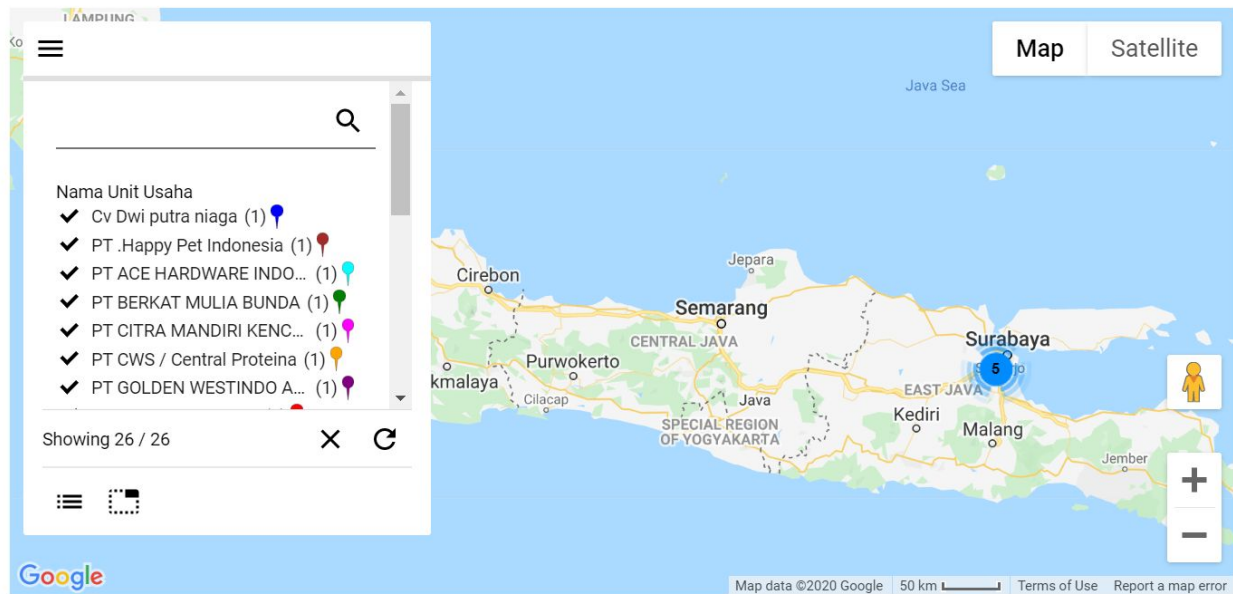 LAMPUNG
Map
Satellite
Java Sea
Nama Unit Usaha
Cv Dwi putra niaga (1)
PT .Happy Pet Indonesia (1)
PT ACE HARDWARE INDO... (1)
PT BERKAT MULIA BUNDA (1)
PT CITRA MANDIRI KENC... (1)
PT CWS / Central Proteina (1)
PT GOLDEN WESTINDO A... (1)
Showing 26 / 26
Jepara
Cirebon
Semarang
CENTRAL JAVA
Surabaya
Purwokerto
5
kmalaya
Cilacap
Java
EAST JAVA
SPECIAL REGION
OF YOGYAKARTA
Kediri
Malang
Jember
Google
Map data ©2020 Google
50 km
Terms of Use
Report a map error